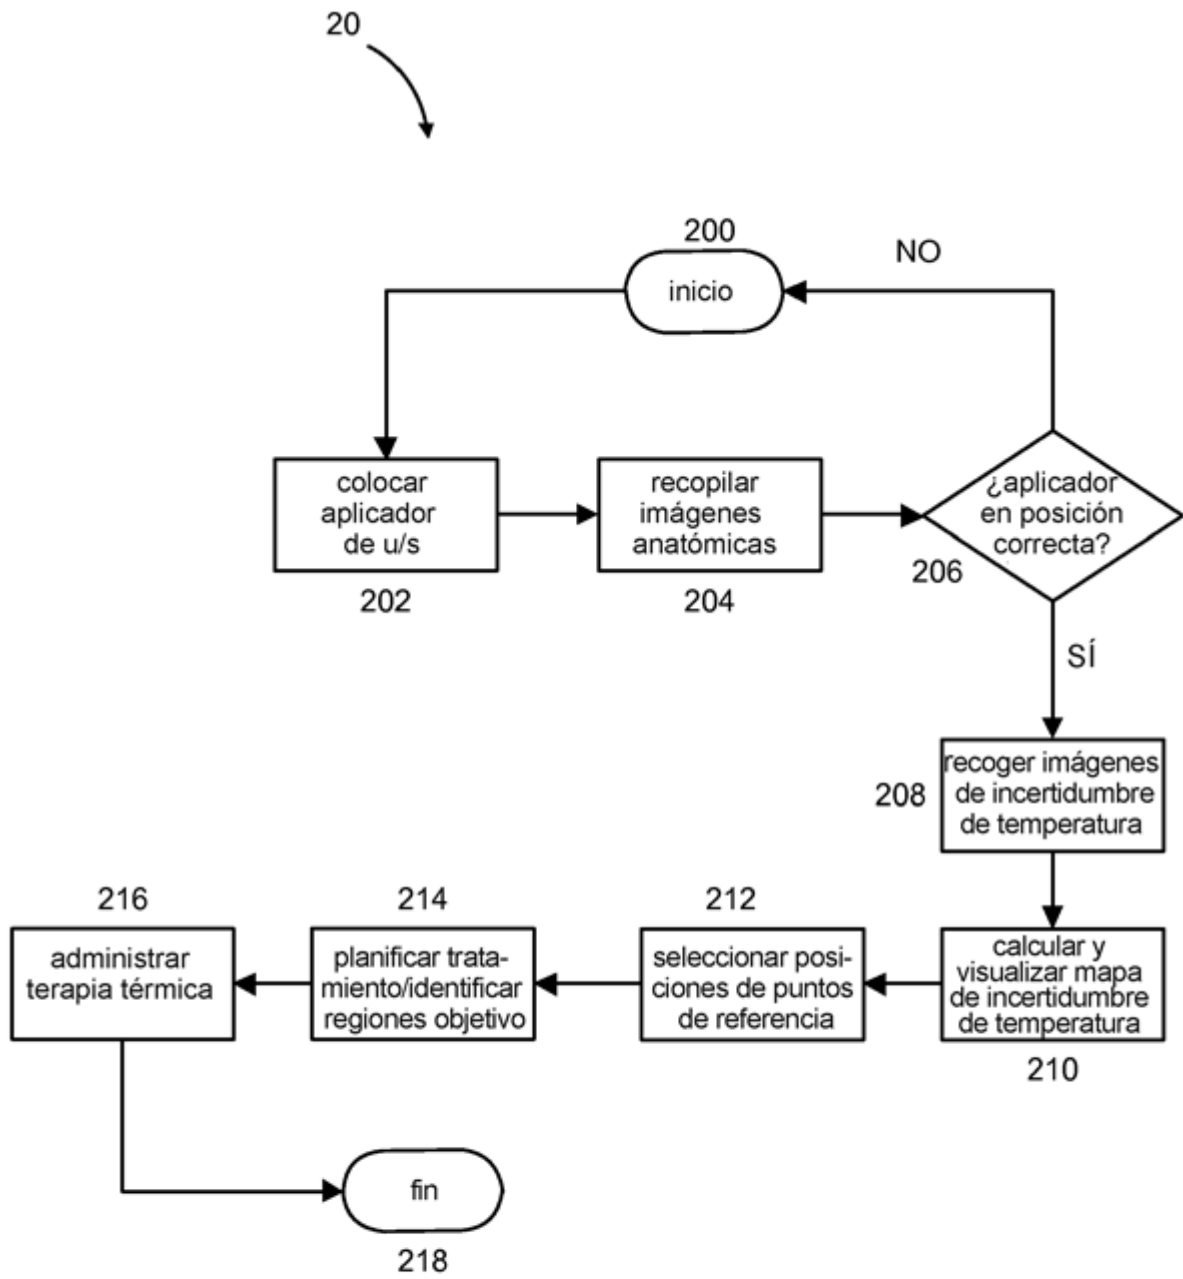 20
200
NO
inicio
colocar
aplicador
de u/s
202
recopilar
imágenes
anatómicas
204
¿aplicador
en posición
correcta?
206
SÍ
recoger imágenes
de incertidumbre
de temperatura
208
calcular y
visualizar mapa
de incertidumbre
de temperatura
210
212
seleccionar posi-
ciones de puntos
de referencia
214
planificar trata-
miento/identificar
regiones objetivo
216
administrar
terapia térmica
fin
218